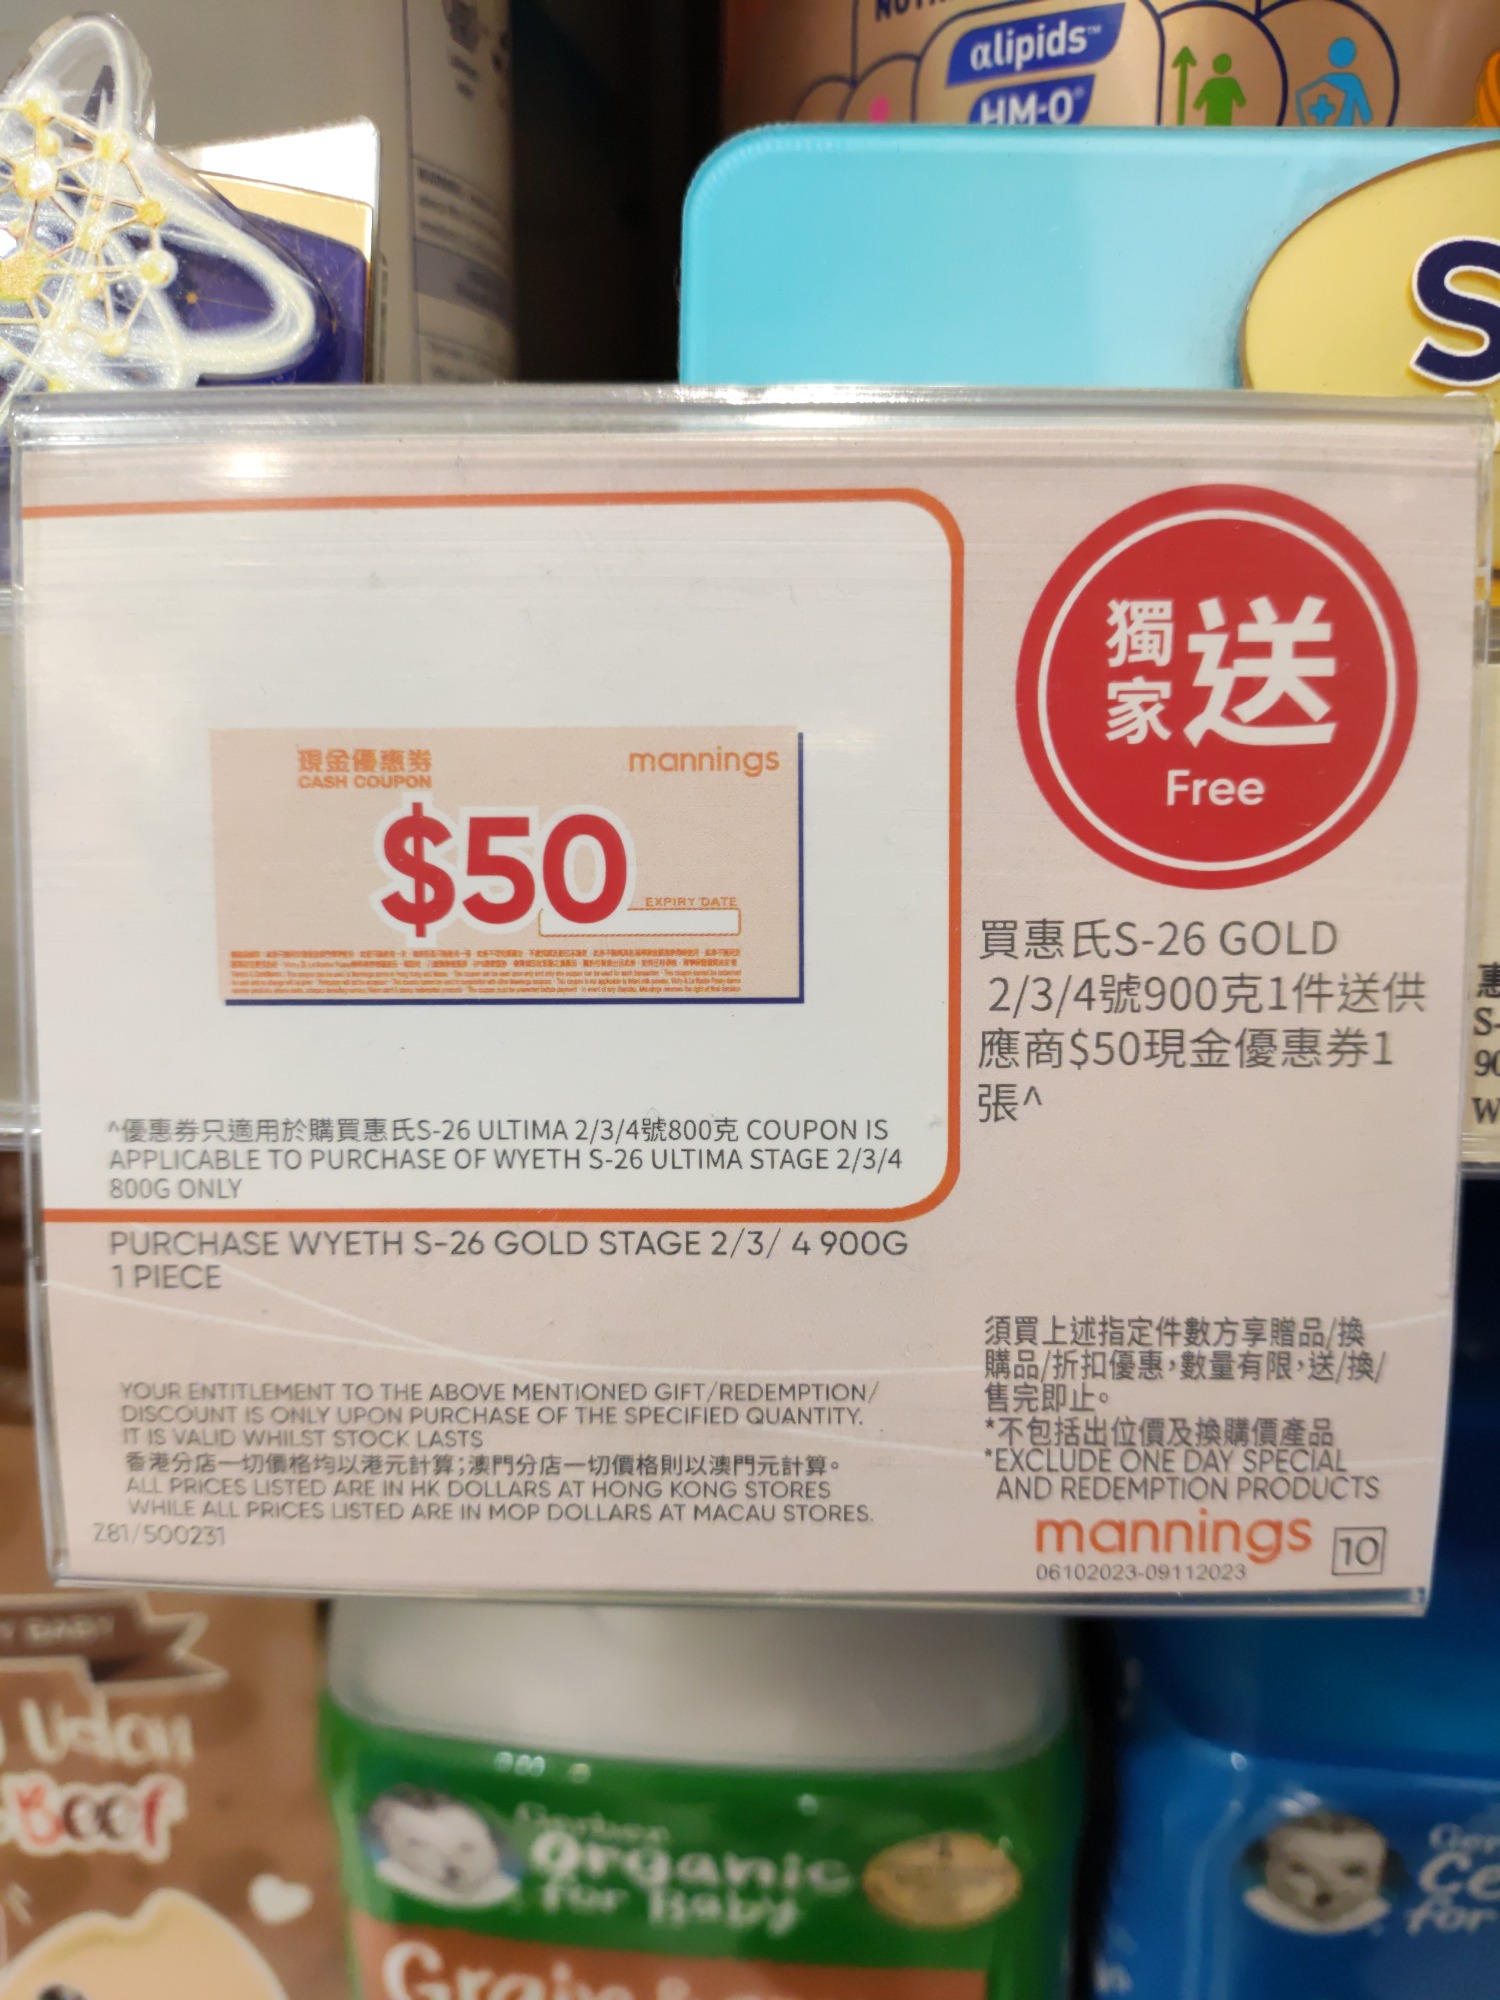 αlipids™
HM-O®
S
獨家送
Free
現金優惠券
CASH COUPON
mannings
$50
EXPIRY DATE
買惠氏S-26 GOLD
2/3/4號900克1件送供
應商$50現金優惠券1
張^
^優惠券只適用於購買惠氏S-26 ULTIMA 2/3/4號800克 COUPON IS
APPLICABLE TO PURCHASE OF WYETH S-26 ULTIMA STAGE 2/3/4
800G ONLY
PURCHASE WYETH S-26 GOLD STAGE 2/3/ 4 900G
1 PIECE
須買上述指定件數方享贈品/換
購品/折扣優惠，數量有限，送/換/
售完即止。
*不包括出位價及換購價產品
*EXCLUDE ONE DAY SPECIAL
AND REDEMPTION PRODUCTS
YOUR ENTITLEMENT TO THE ABOVE MENTIONED GIFT/REDEMPTION/
DISCOUNT IS ONLY UPON PURCHASE OF THE SPECIFIED QUANTITY.
IT IS VALID WHILST STOCK LASTS
香港分店一切價格均以港元計算；澳門分店一切價格則以澳門元計算。
ALL PRICES LISTED ARE IN HK DOLLARS AT HONG KONG STORES
WHILE ALL PRICES LISTED ARE IN MOP DOLLARS AT MACAU STORES.
Z81/500231
mannings
10
06102023-09112023
惠
S-
90
W
Udon
Beef
Gerber
Organic
for Baby